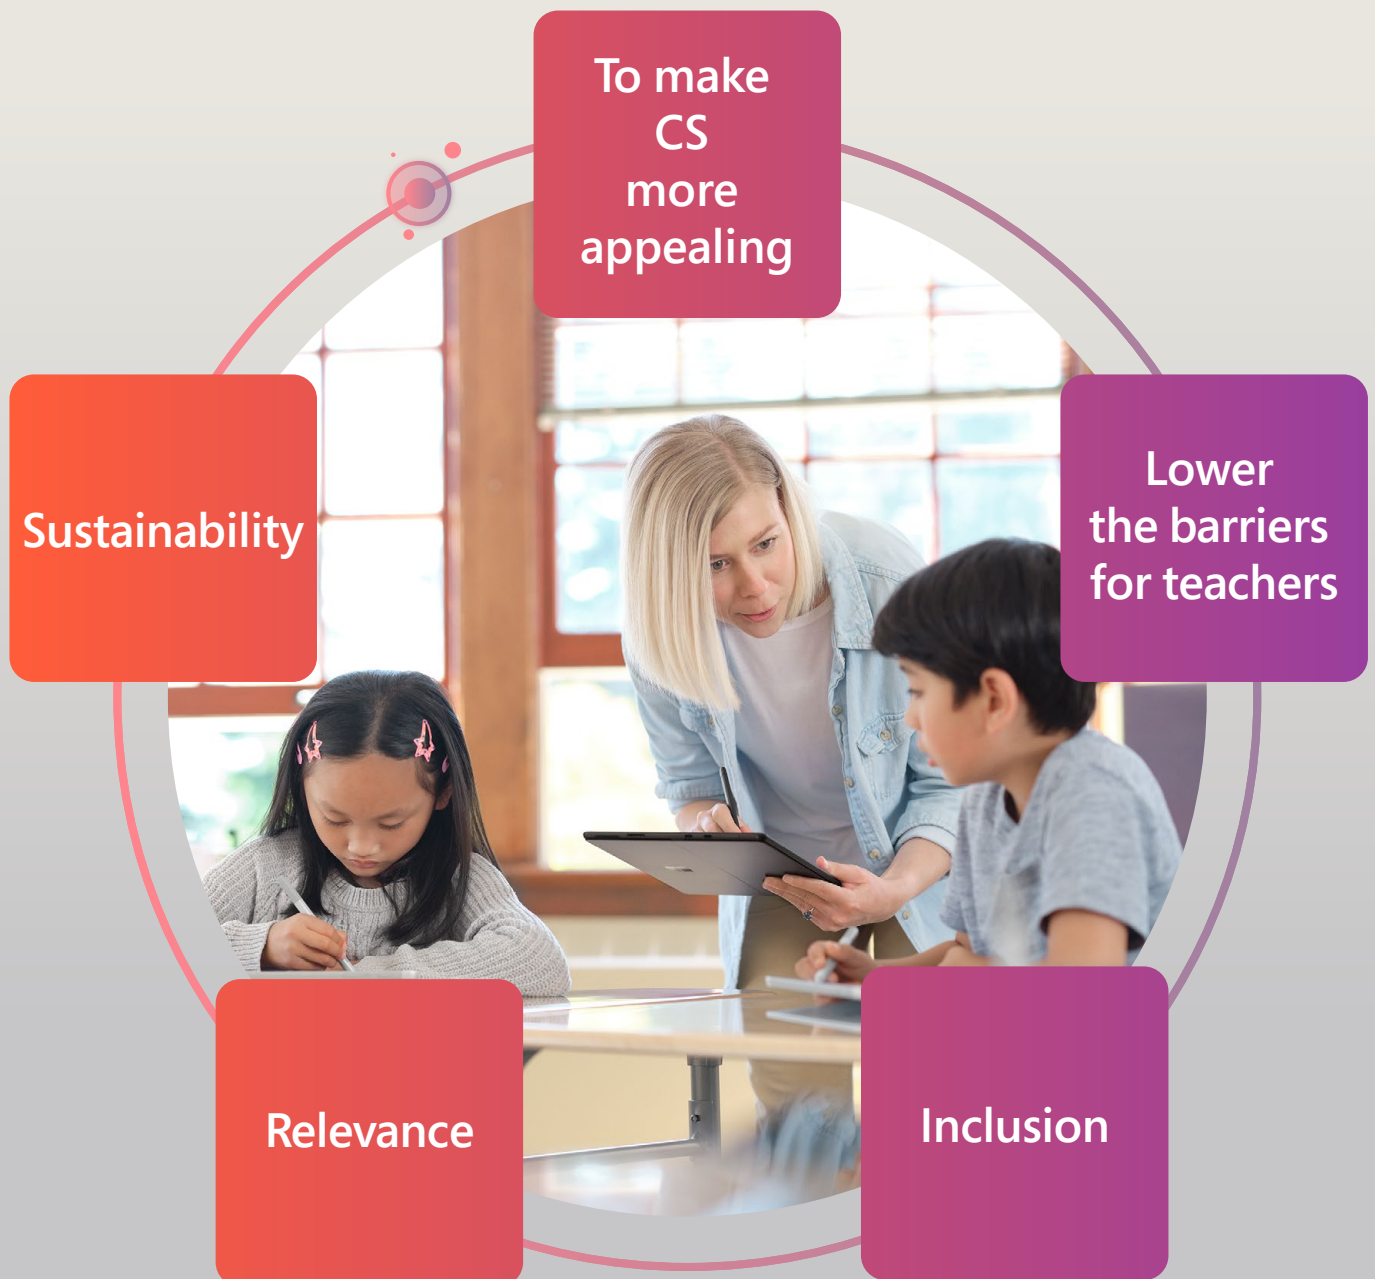 To make
CS
more
appealing
Lower
the barriers
for teachers
Sustainability
Relevance
Inclusion